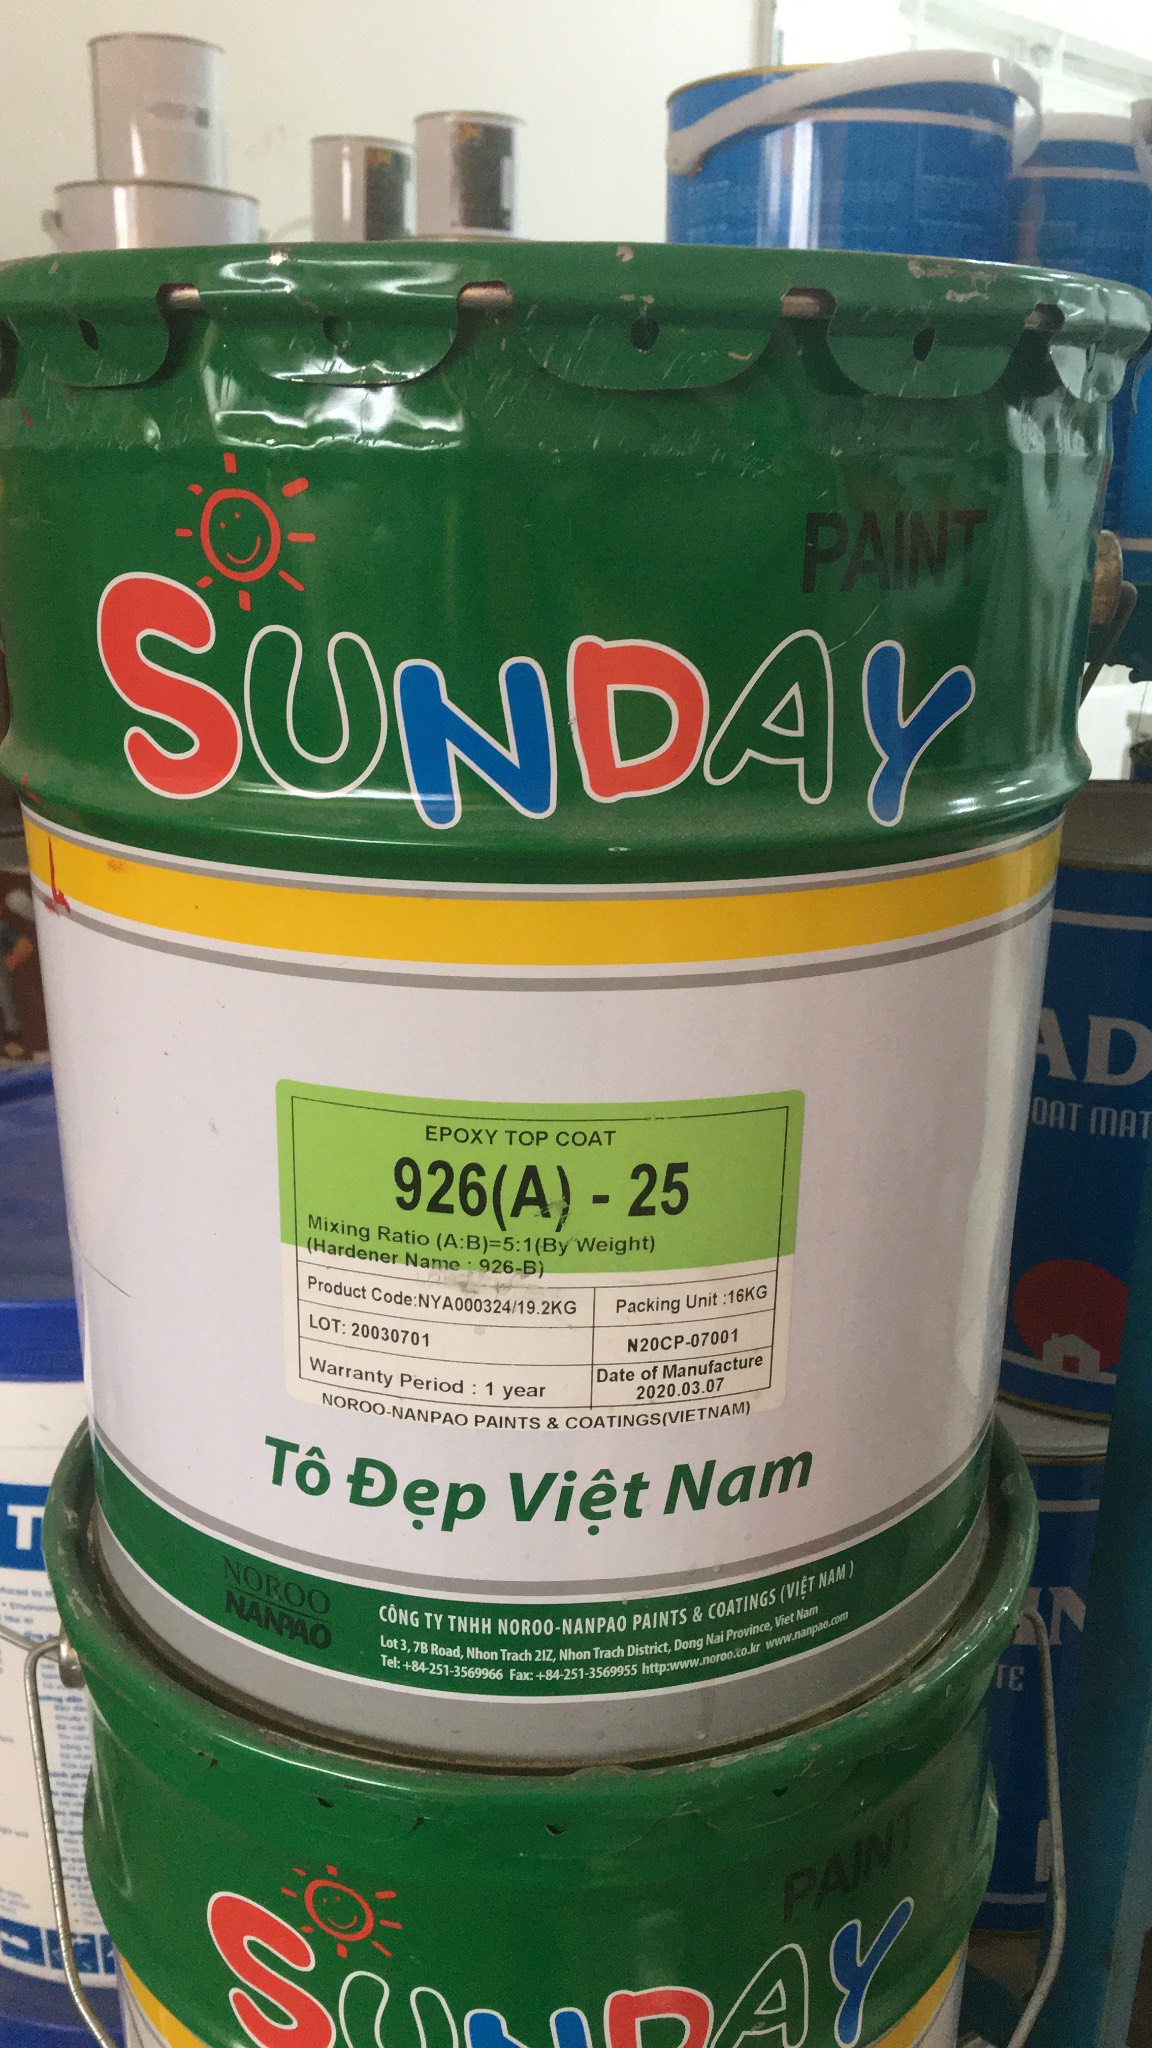 PAINT
SUNDAY
EPOXY TOP COAT
926(A) - 25
Mixing Ratio (A:B)=5:1(By Weight)
(Hardener Name : 926-B)
Product Code:NYA000324/19.2KG
Packing Unit :16KG
LOT: 20030701
N20CP-07001
Warranty Period : 1 year
Date of Manufacture
2020.03.07
NOROO-NANPAO PAINTS & COATINGS(VIETNAM)
Tô Đẹp Việt Nam
NOROO
NANPAO
CÔNG TY TNHH NOROO-NANPAO PAINTS & COATINGS (VIỆT NAM )
Lot 3, 7B Road, Nhon Trach 2IZ, Nhon Trach District, Dong Nai Province, Viet Nam
Tel: +84-251-3569966 Fax: +84-251-3569955 http:www.noroo.co.kr www.nanpao.com
PAINT
SUNDAY
AD
OAT MAT